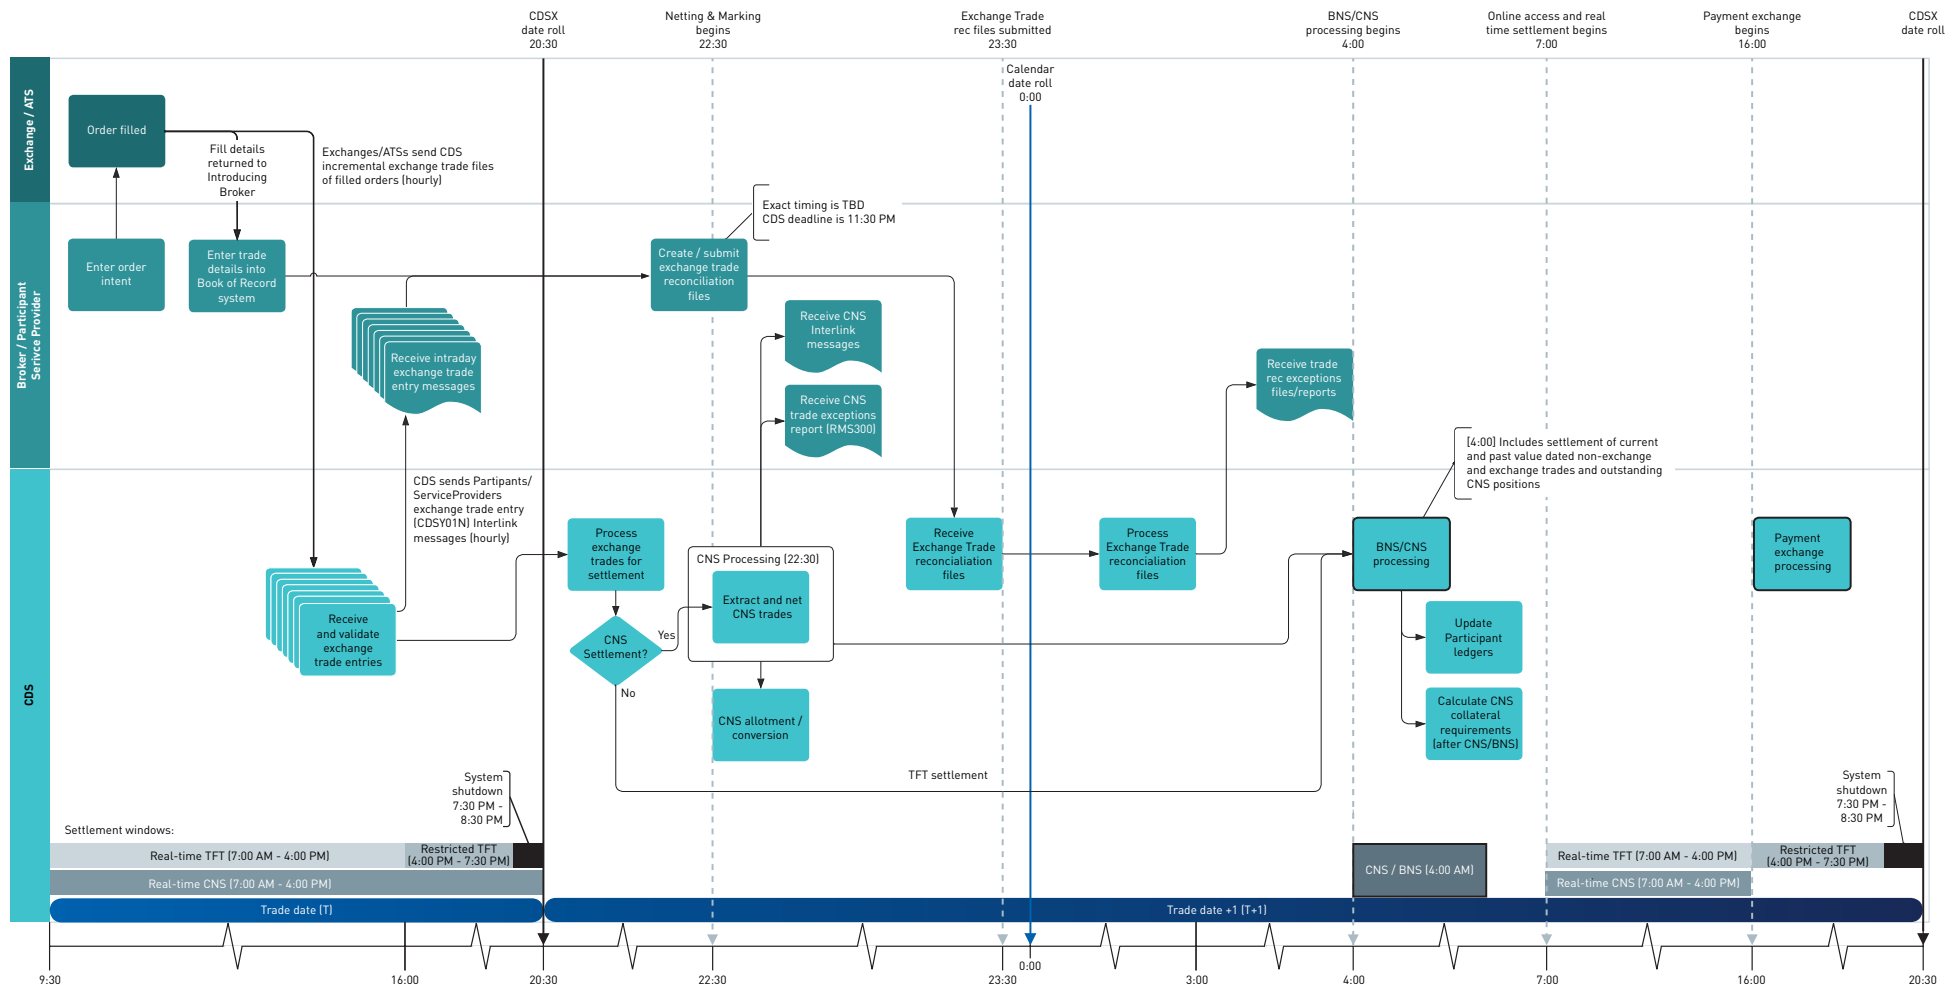 CDSX
date roll
20:30
Netting & Marking
begins
22:30
Exchange Trade
rec files submitted
23:30
BNS/CNS
processing begins
4:00
Online access and real
time settlement begins
7:00
Payment exchange
begins
16:00
CDSX
date roll
20:30
Calendar
date roll
0:00
Exchange / ATS
Order filled
Fill details
returned to
Introducing
Broker
Exchanges/ATSs send CDS
incremental exchange trade files
of filled orders (hourly)
Broker / Participant
Serivce Provider
Enter order
intent
Enter trade
details into
Book of Record
system
Exact timing is TBD
CDS deadline is 11:30 PM
Create / submit
exchange trade
reconciliation
files
Receive intraday
exchange trade
entry messages
Receive CNS
Interlink
messages
Receive CNS
trade exceptions
report (RMS300)
Receive trade
rec exceptions
files/reports
[4:00] Includes settlement of current
and past value dated non-exchange
and exchange trades and outstanding
CNS positions
CDS
CDS sends Partipants/
ServiceProviders
exchange trade entry
(CDSY01N) Interlink
messages (hourly)
Receive
and validate
exchange
trade entries
Process
exchange
trades for
settlement
CNS
Settlement?
Yes
No
CNS Processing (22:30)
Extract and net
CNS trades
CNS allotment /
conversion
Receive
Exchange Trade
reconcialiation
files
Process
Exchange Trade
reconcialiation
files
BNS/CNS
processing
Update
Participant
ledgers
Calculate CNS
collateral
requirements
(after CNS/BNS)
Payment
exchange
processing
TFT settlement
System
shutdown
7:30 PM -
8:30 PM
System
shutdown
7:30 PM -
8:30 PM
Settlement windows:
Real-time TFT (7:00 AM - 4:00 PM)
Restricted TFT
(4:00 PM - 7:30 PM)
Real-time CNS (7:00 AM - 4:00 PM)
CNS / BNS (4:00 AM)
Real-time TFT (7:00 AM - 4:00 PM)
Restricted TFT
(4:00 PM - 7:30 PM)
Real-time CNS (7:00 AM - 4:00 PM)
Trade date (T)
Trade date +1 (T+1)
9:30
16:00
20:30
22:30
23:30
0:00
3:00
4:00
7:00
16:00
20:30